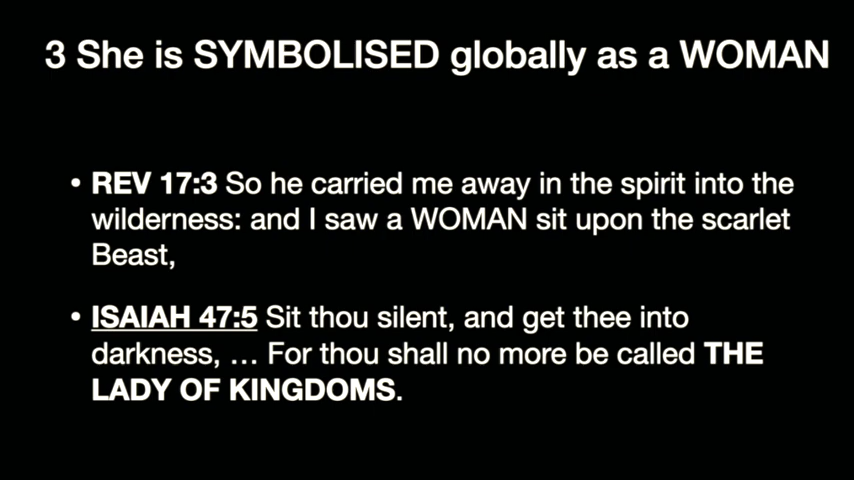 3 She is SYMBOLISED globally as a WOMAN
• REV 17:3 So he carried me away in the spirit into the
wilderness: and I saw a WOMAN sit upon the scarlet
Beast,
• ISAIAH 47:5 Sit thou silent, and get thee into
darkness, … For thou shall no more be called THE
LADY OF KINGDOMS.